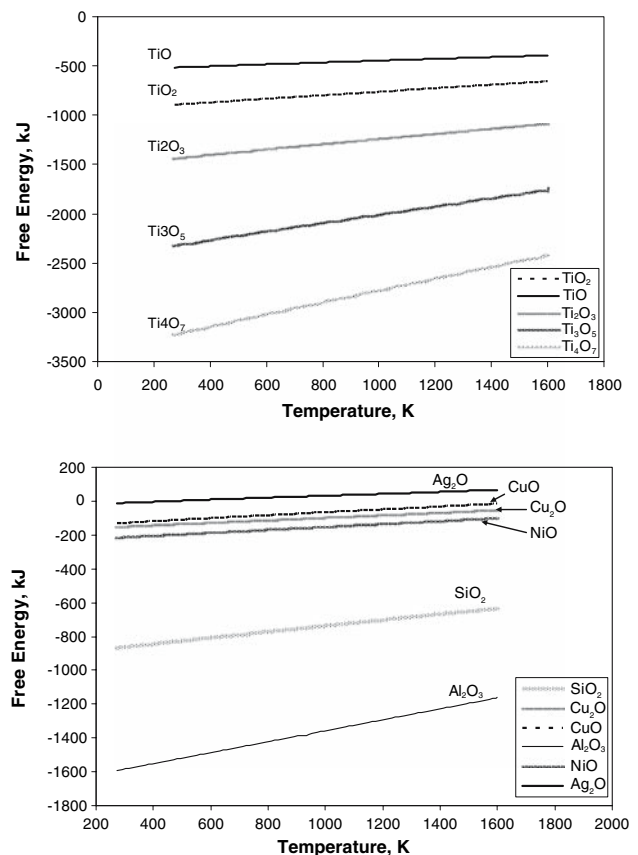 0
-500
-1000
-1500
-2000
-2500
-3000
-3500
Free Energy, kJ
TiO
TiO₂
Ti2O₃
Ti3O₅
Ti4O₇
TiO₂
TiO
Ti₂O₃
Ti₃O₅
Ti₄O₇
0 200 400 600 800 1000 1200 1400 1600 1800
Temperature, K
200
0
-200
-400
-600
-800
-1000
-1200
-1400
-1600
-1800
Free Energy, kJ
Ag₂O
CuO
Cu₂O
NiO
SiO₂
Al₂O₃
SiO₂
Cu₂O
CuO
Al₂O₃
NiO
Ag₂O
200 400 600 800 1000 1200 1400 1600 1800 2000
Temperature, K